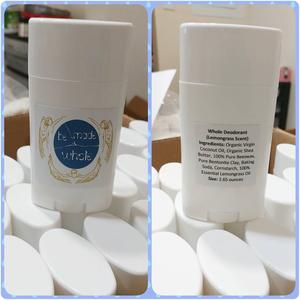 be made
whole
Whole Deodorant
(Lemongrass Scent)
Ingredients: Organic Virgin
Coconut Oil, Organic Shea
Butter, 100% Pure Beeswax,
Pure Bentonite Clay, Baking
Soda, Cornstarch, 100%
Essential Lemongrass Oil
Size: 2.65 ounces